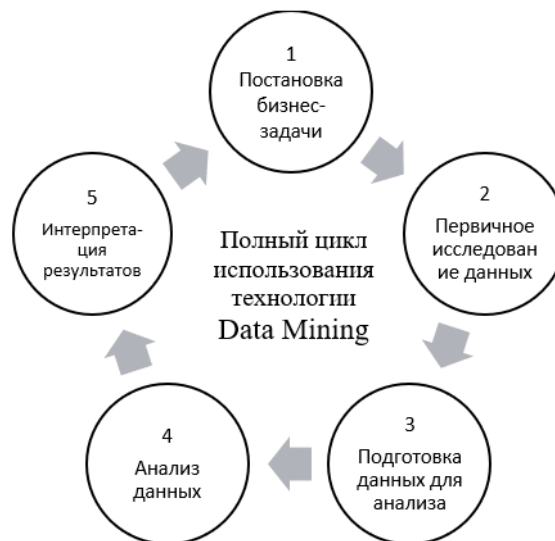 1
Постановка
бизнес-
задачи
2
Первичное
исследован
ие данных
3
Подготовка
данных для
анализа
4
Анализ
данных
5
Интерпрета-
ция
результатов
Полный цикл
использования
технологии
Data Mining